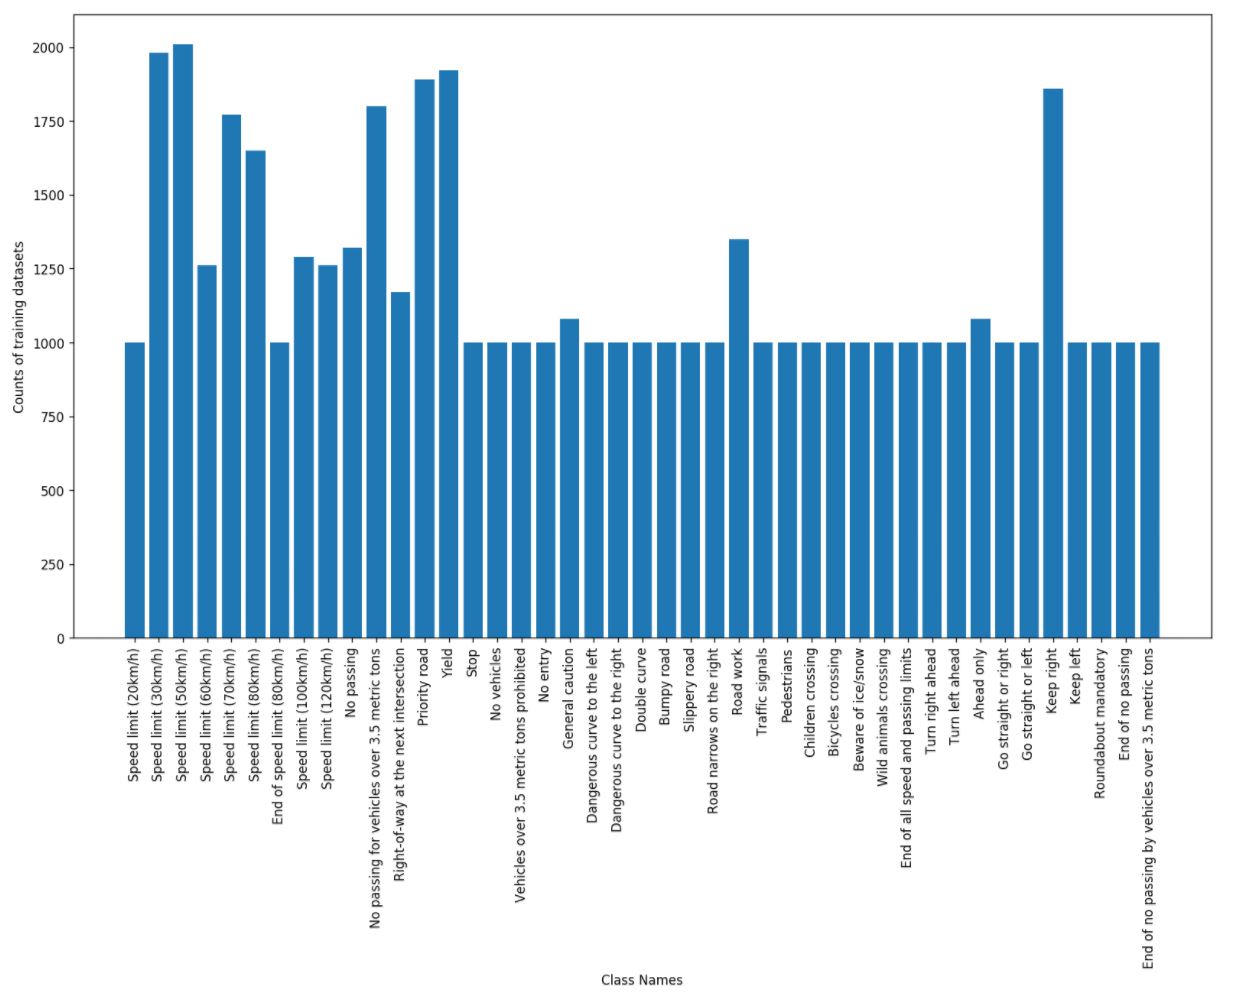 2000
1750
1500
1250
1000
750
500
250
0
Counts of training datasets
Speed limit (20km/h)
Speed limit (30km/h)
Speed limit (50km/h)
Speed limit (60km/h)
Speed limit (70km/h)
Speed limit (80km/h)
End of speed limit (80km/h)
Speed limit (100km/h)
Speed limit (120km/h)
No passing
No passing for vehicles over 3.5 metric tons
Right-of-way at the next intersection
Priority road
Yield
Stop
No vehicles
Vehicles over 3.5 metric tons prohibited
No entry
General caution
Dangerous curve to the left
Dangerous curve to the right
Double curve
Bumpy road
Slippery road
Road narrows on the right
Road work
Traffic signals
Pedestrians
Children crossing
Bicycles crossing
Beware of ice/snow
Wild animals crossing
End of all speed and passing limits
Turn right ahead
Turn left ahead
Ahead only
Go straight or right
Go straight or left
Keep right
Keep left
Roundabout mandatory
End of no passing
End of no passing by vehicles over 3.5 metric tons
Class Names